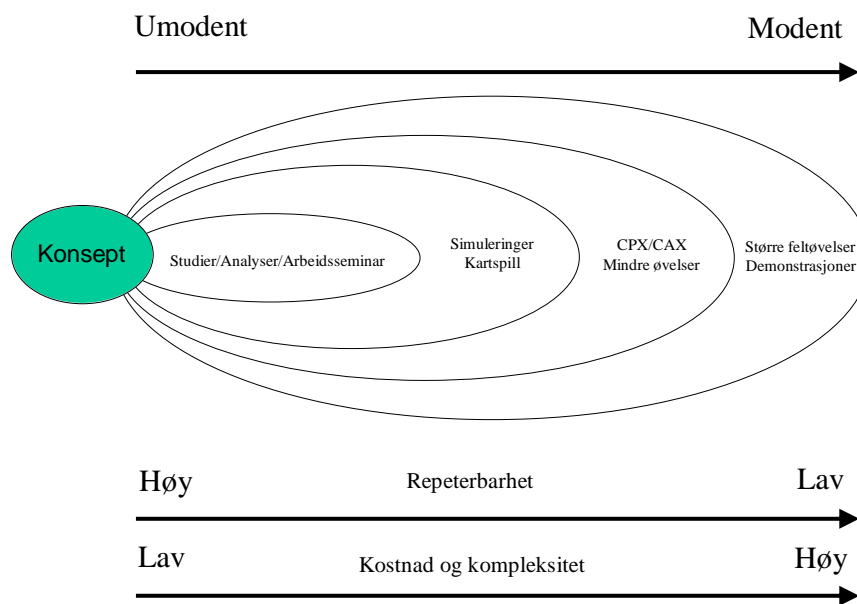 Umodent
Modent
Konsept
Studier/Analyser/Arbeidsseminar
Simuleringer
Kartspill
CPX/CAX
Mindre øvelser
Større feltøvelser
Demonstrasjoner
Høy
Repeterbarhet
Lav
Lav
Kostnad og kompleksitet
Høy